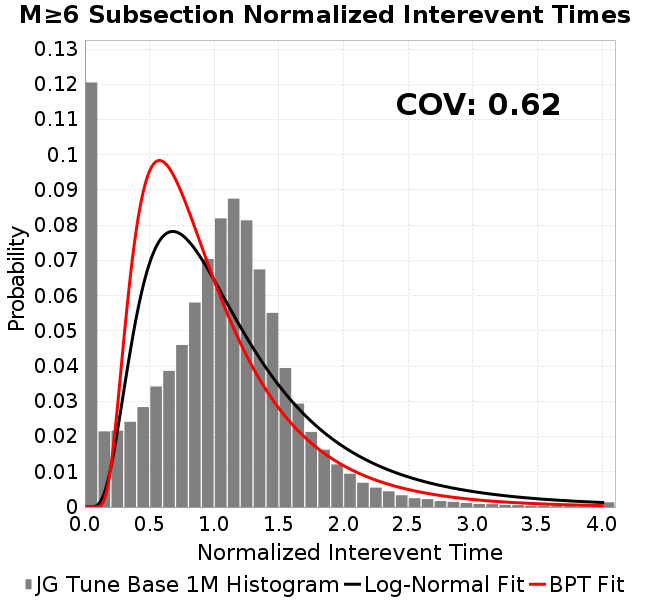 M≥6 Subsection Normalized Interevent Times
COV: 0.62
Probability
0.13
0.12
0.11
0.1
0.09
0.08
0.07
0.06
0.05
0.04
0.03
0.02
0.01
0
0.0 0.5 1.0 1.5 2.0 2.5 3.0 3.5 4.0
Normalized Interevent Time
JG Tune Base 1M Histogram Log-Normal Fit BPT Fit